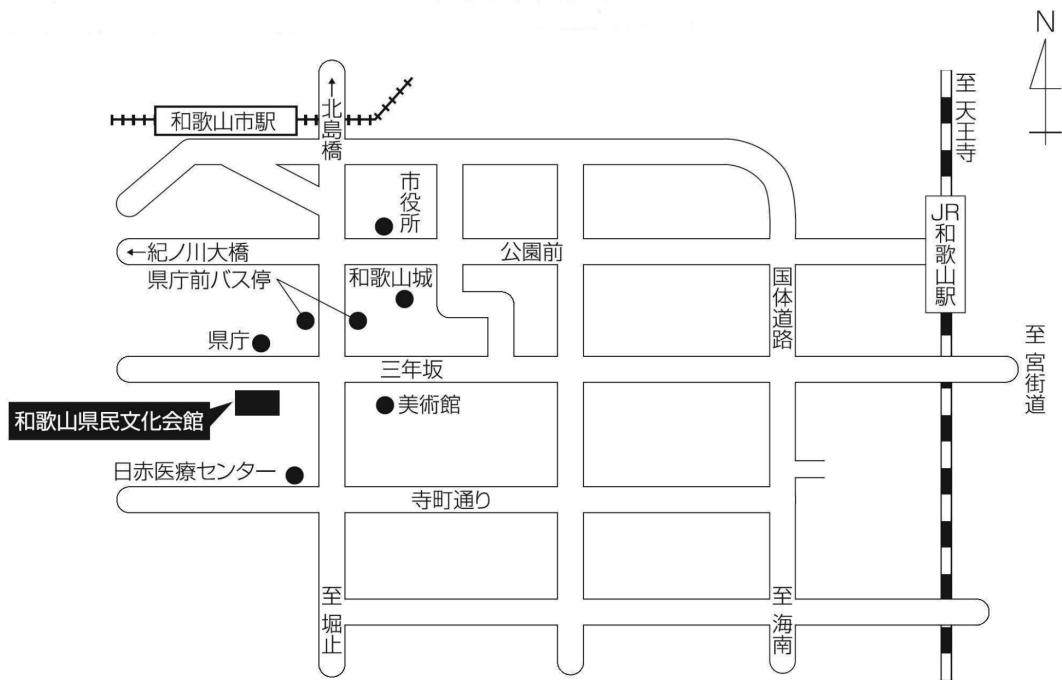 N
和歌山市駅
←北島橋
至 天王寺
市役所
JR和歌山駅
←紀ノ川大橋
公園前
県庁前バス停
和歌山城
国体道路
県庁
三年坂
至 宮街道
和歌山県民文化会館
美術館
日赤医療センター
寺町通り
至 堀止
至 海南